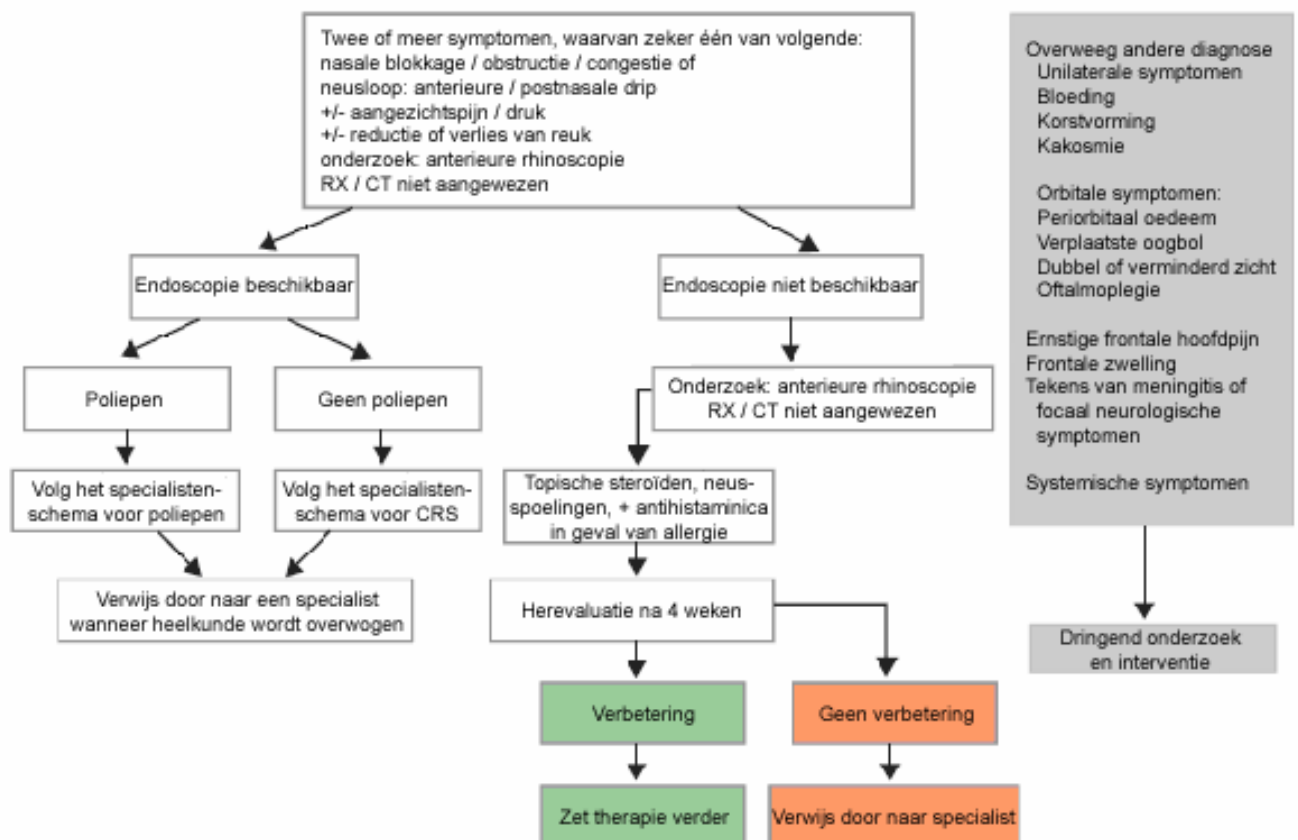 Twee of meer symptomen, waarvan zeker één van volgende:
nasale blokkage / obstructie / congestie of
neusloop: anterieure / postnasale drip
+/- aangezichtspijn / druk
+/- reductie of verlies van reuk
onderzoek: anterieure rhinoscopie
RX / CT niet aangewezen
Endoscopie beschikbaar
Endoscopie niet beschikbaar
Poliepen
Geen poliepen
Onderzoek: anterieure rhinoscopie
RX / CT niet aangewezen
Volg het specialisten-
schema voor poliepen
Volg het specialisten-
schema voor CRS
Topische steroïden, neus-
spoelingen, + antihistaminica
in geval van allergie
Verwijs door naar een specialist
wanneer heelkunde wordt overwogen
Herevaluatie na 4 weken
Verbetering
Geen verbetering
Zet therapie verder
Verwijs door naar specialist
Overweeg andere diagnose
Unilaterale symptomen
Bloeding
Korstvorming
Kakosmie
Orbitale symptomen:
Periorbitaal oedeem
Verplaatste oogbol
Dubbel of verminderd zicht
Oftalmoplegie
Ernstige frontale hoofdpijn
Frontale zwelling
Tekens van meningitis of
focaal neurologische
symptomen
Systemische symptomen
Dringend onderzoek
en interventie